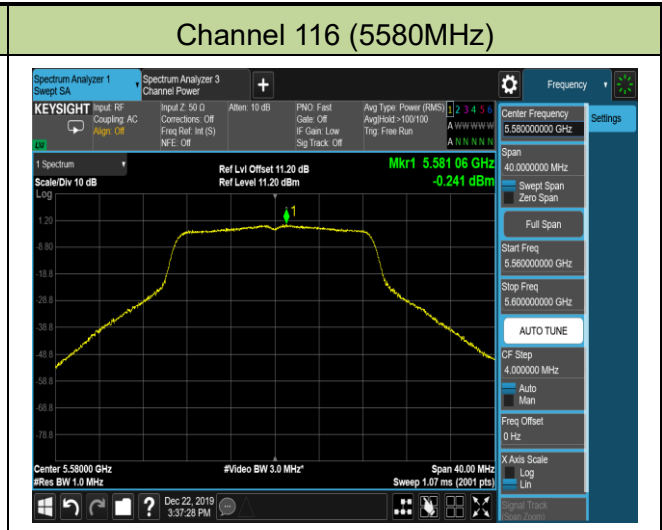 Channel 116 (5580MHz)
Spectrum Analyzer 1
Swept SA
Spectrum Analyzer 3
Channel Power
+
Frequency
KEYSIGHT
Input: RF
Coupling: AC
Align: Off
Input Z: 50 Ω
Corrections: Off
Freq Ref: Int (S)
NFE: Off
Atten: 10 dB
PNO: Fast
Gate: Off
IF Gain: Low
Sig Track: Off
Avg Type: Power (RMS)
Avg|Hold:>100/100
Trig: Free Run
1 2 3 4 5 6
A W W W W W
A N N N N N
LXI
Center Frequency
5.580000000 GHz
Settings
Span
40.0000000 MHz
Swept Span
Zero Span
Full Span
Start Freq
5.560000000 GHz
Stop Freq
5.600000000 GHz
AUTO TUNE
CF Step
4.000000 MHz
Auto
Man
Freq Offset
0 Hz
X Axis Scale
Log
Lin
Signal Track
(Span Zoom)
1 Spectrum
Scale/Div 10 dB
Ref Lvl Offset 11.20 dB
Ref Level 11.20 dBm
Mkr1 5.581 06 GHz
-0.241 dBm
Log
1
1.20
-8.80
-18.8
-28.8
-38.8
-48.8
-58.8
-68.8
-78.8
Center 5.58000 GHz
#Res BW 1.0 MHz
#Video BW 3.0 MHz*
Span 40.00 MHz
Sweep 1.07 ms (2001 pts)
?
Dec 22, 2019
3:37:28 PM